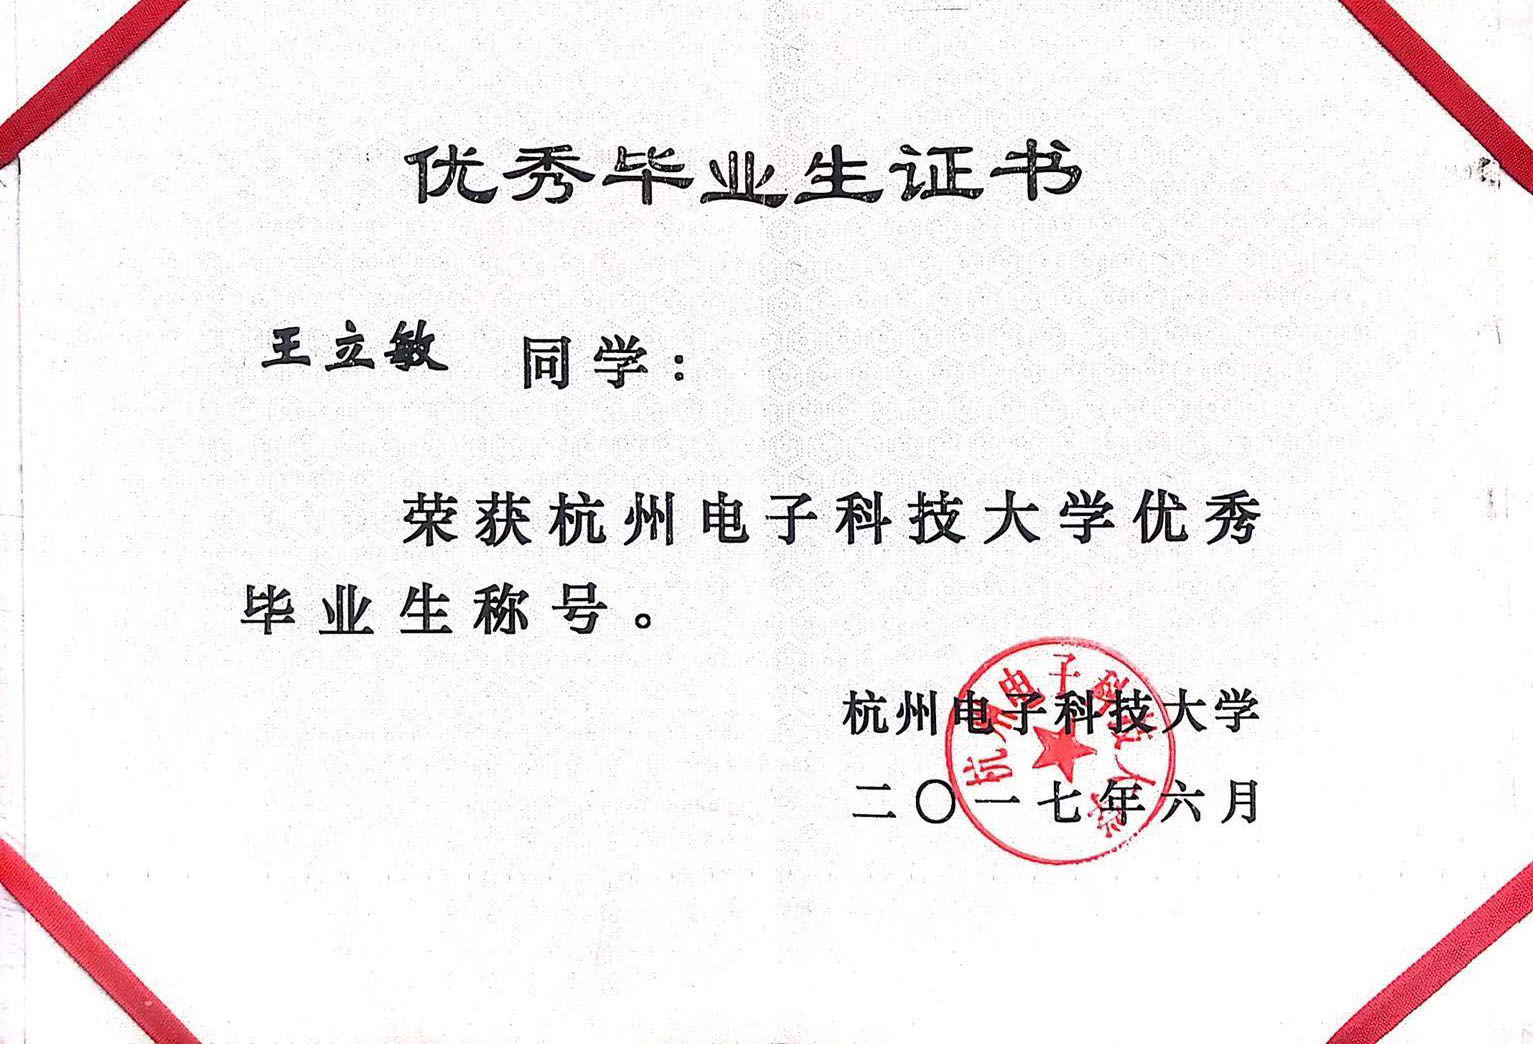 优秀毕业生证书
王立敏 同学：
荣获杭州电子科技大学优秀
毕业生称号。
杭州电子科技大学
二〇一七年六月
杭州电子科技大学